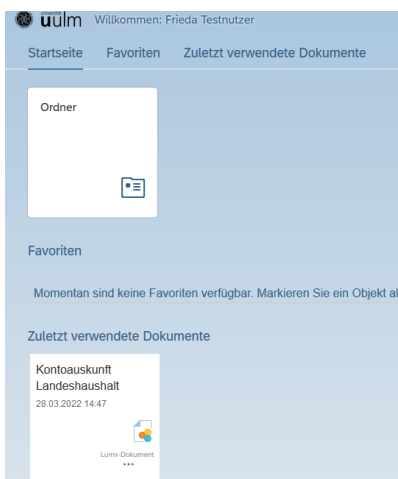 universität
uulm Willkommen: Frieda Testnutzer
Startseite Favoriten Zuletzt verwendete Dokumente
Ordner
Favoriten
Momentan sind keine Favoriten verfügbar. Markieren Sie ein Objekt al
Zuletzt verwendete Dokumente
Kontoauskunft
Landeshaushalt
28.03.2022 14:47
Lumx-Dokument
...